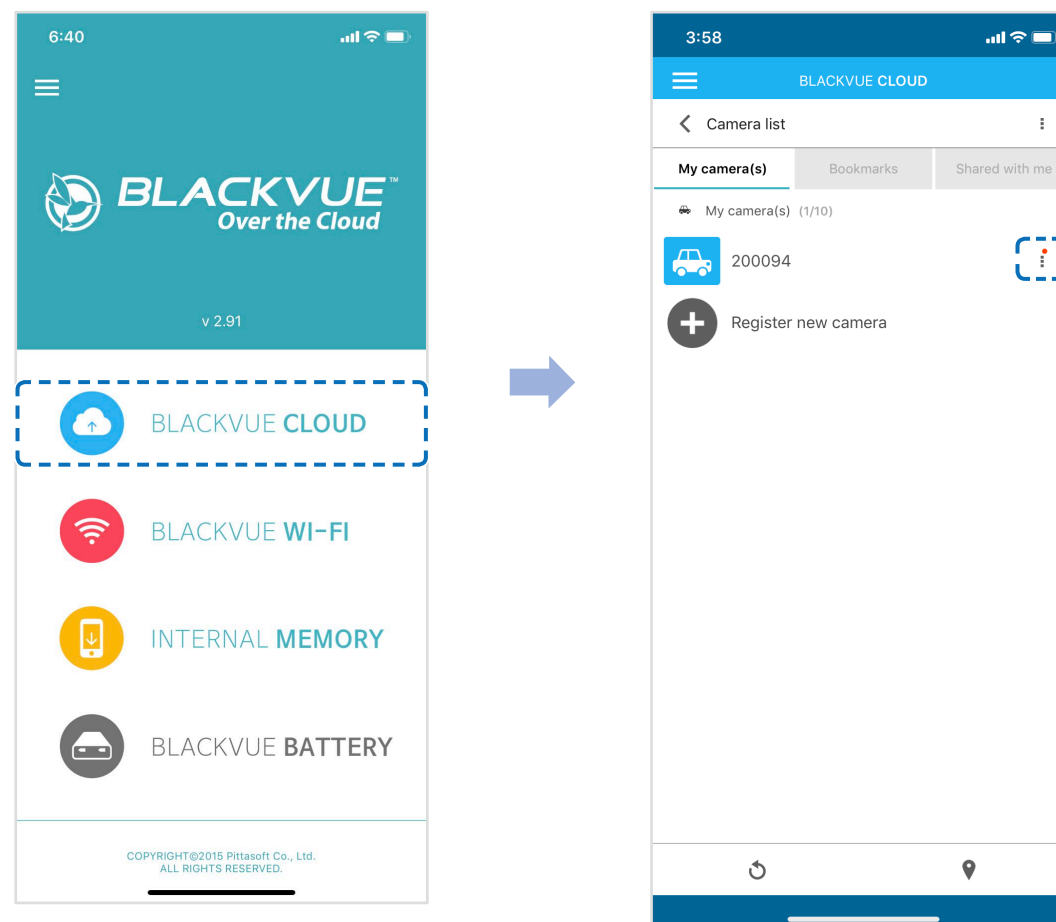 6:40
BLACKVUE™
Over the Cloud
v 2.91
BLACKVUE CLOUD
BLACKVUE WI-FI
INTERNAL MEMORY
BLACKVUE BATTERY
COPYRIGHT©2015 Pittasoft Co., Ltd.
ALL RIGHTS RESERVED.
3:58
BLACKVUE CLOUD
Camera list
My camera(s) Bookmarks Shared with me
My camera(s) (1/10)
200094
Register new camera